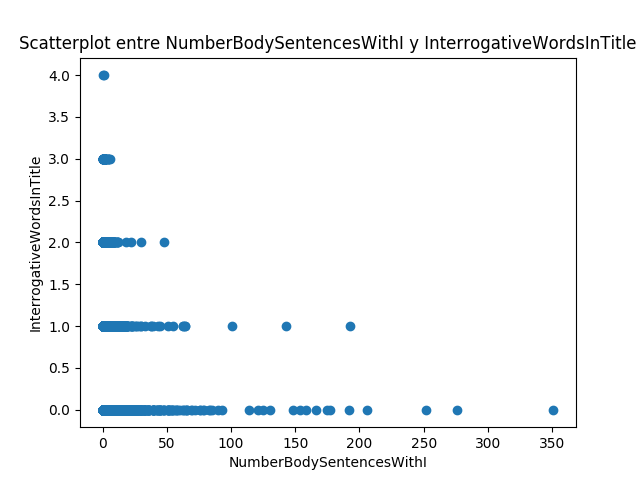 Scatterplot entre NumberBodySentencesWithI y InterrogativeWordsInTitle
4.0
3.5
3.0
2.5
2.0
1.5
1.0
0.5
0.0
InterrogativeWordsInTitle
0 50 100 150 200 250 300 350
NumberBodySentencesWithI